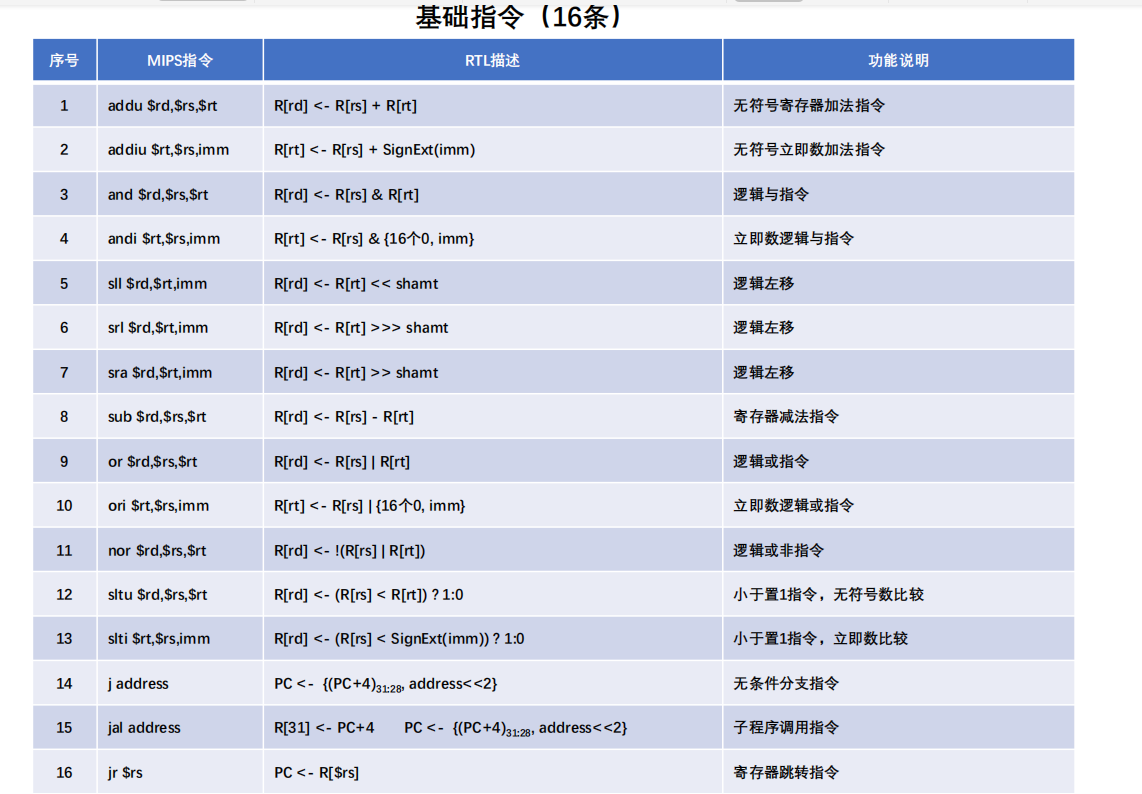 基础指令（16条）
序号 MIPS指令 RTL描述 功能说明
1 addu $rd,$rs,$rt R[rd] <- R[rs] + R[rt] 无符号寄存器加法指令
2 addiu $rt,$rs,imm R[rt] <- R[rs] + SignExt(imm) 无符号立即数加法指令
3 and $rd,$rs,$rt R[rd] <- R[rs] & R[rt] 逻辑与指令
4 andi $rt,$rs,imm R[rt] <- R[rs] & {16个0, imm} 立即数逻辑与指令
5 sll $rd,$rt,imm R[rd] <- R[rt] << shamt 逻辑左移
6 srl $rd,$rt,imm R[rd] <- R[rt] >>> shamt 逻辑左移
7 sra $rd,$rt,imm R[rd] <- R[rt] >> shamt 逻辑左移
8 sub $rd,$rs,$rt R[rd] <- R[rs] - R[rt] 寄存器减法指令
9 or $rd,$rs,$rt R[rd] <- R[rs] | R[rt] 逻辑或指令
10 ori $rt,$rs,imm R[rt] <- R[rs] | {16个0, imm} 立即数逻辑或指令
11 nor $rd,$rs,$rt R[rd] <- !(R[rs] | R[rt]) 逻辑或非指令
12 sltu $rd,$rs,$rt R[rd] <- (R[rs] < R[rt]) ? 1:0 小于置1指令，无符号数比较
13 slti $rt,$rs,imm R[rd] <- (R[rs] < SignExt(imm)) ? 1:0 小于置1指令，立即数比较
14 j address PC <- {(PC+4)31:28, address<<2} 无条件分支指令
15 jal address R[31] <- PC+4 PC <- {(PC+4)31:28, address<<2} 子程序调用指令
16 jr $rs PC <- R[$rs] 寄存器跳转指令